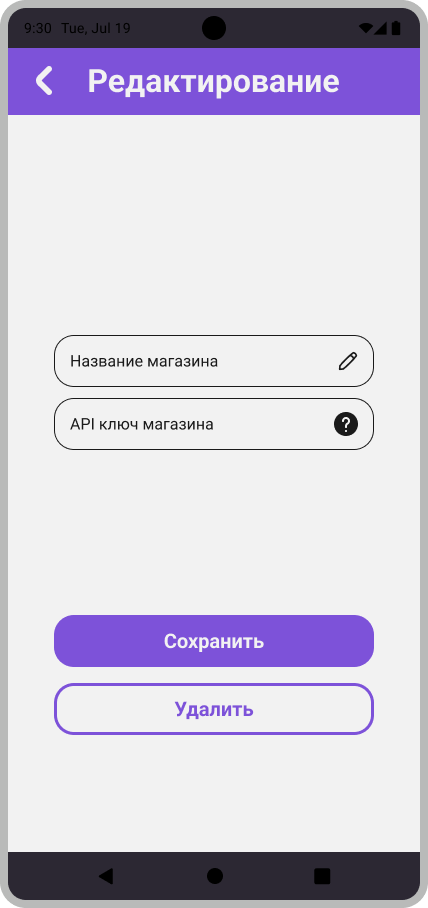 9:30 Tue, Jul 19
Редактирование
Название магазина
API ключ магазина
?
Сохранить
Удалить